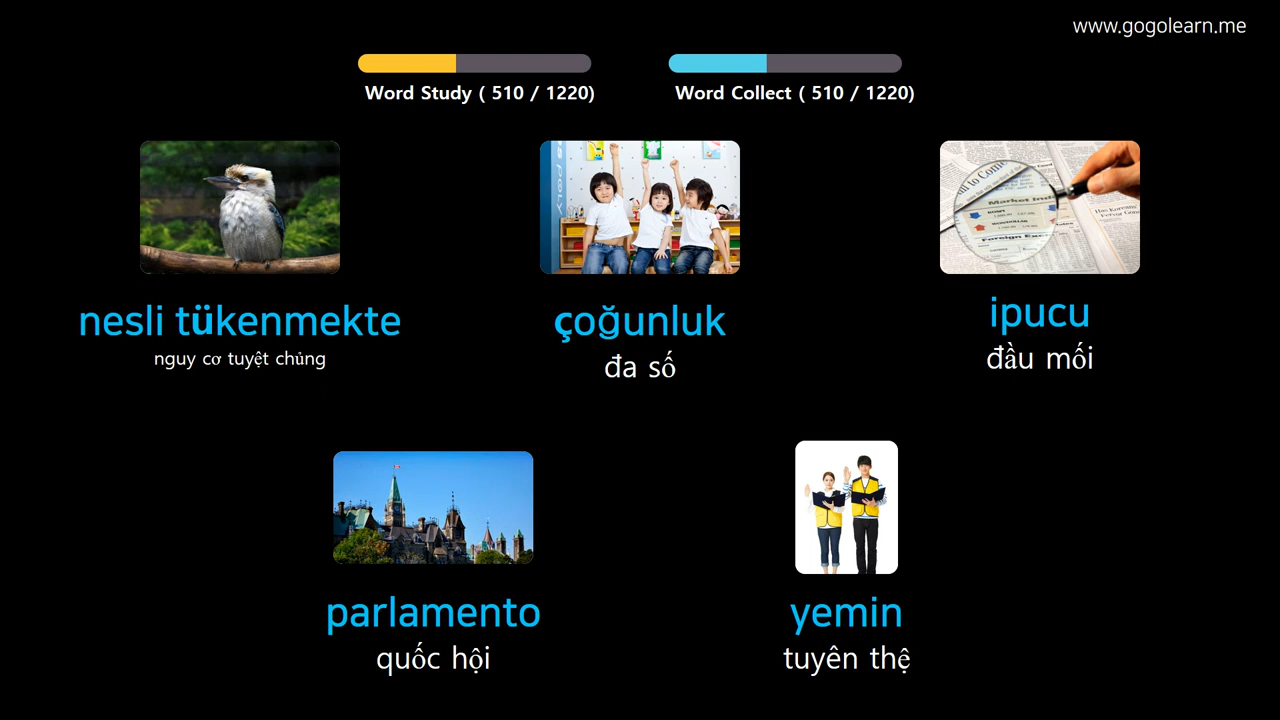 www.gogolearn.me
Word Study ( 510 / 1220)
Word Collect ( 510 / 1220)
nesli tükenmekte
nguy cơ tuyệt chủng
çoğunluk
đa số
ipucu
đầu mối
parlamento
quốc hội
yemin
tuyên thệ